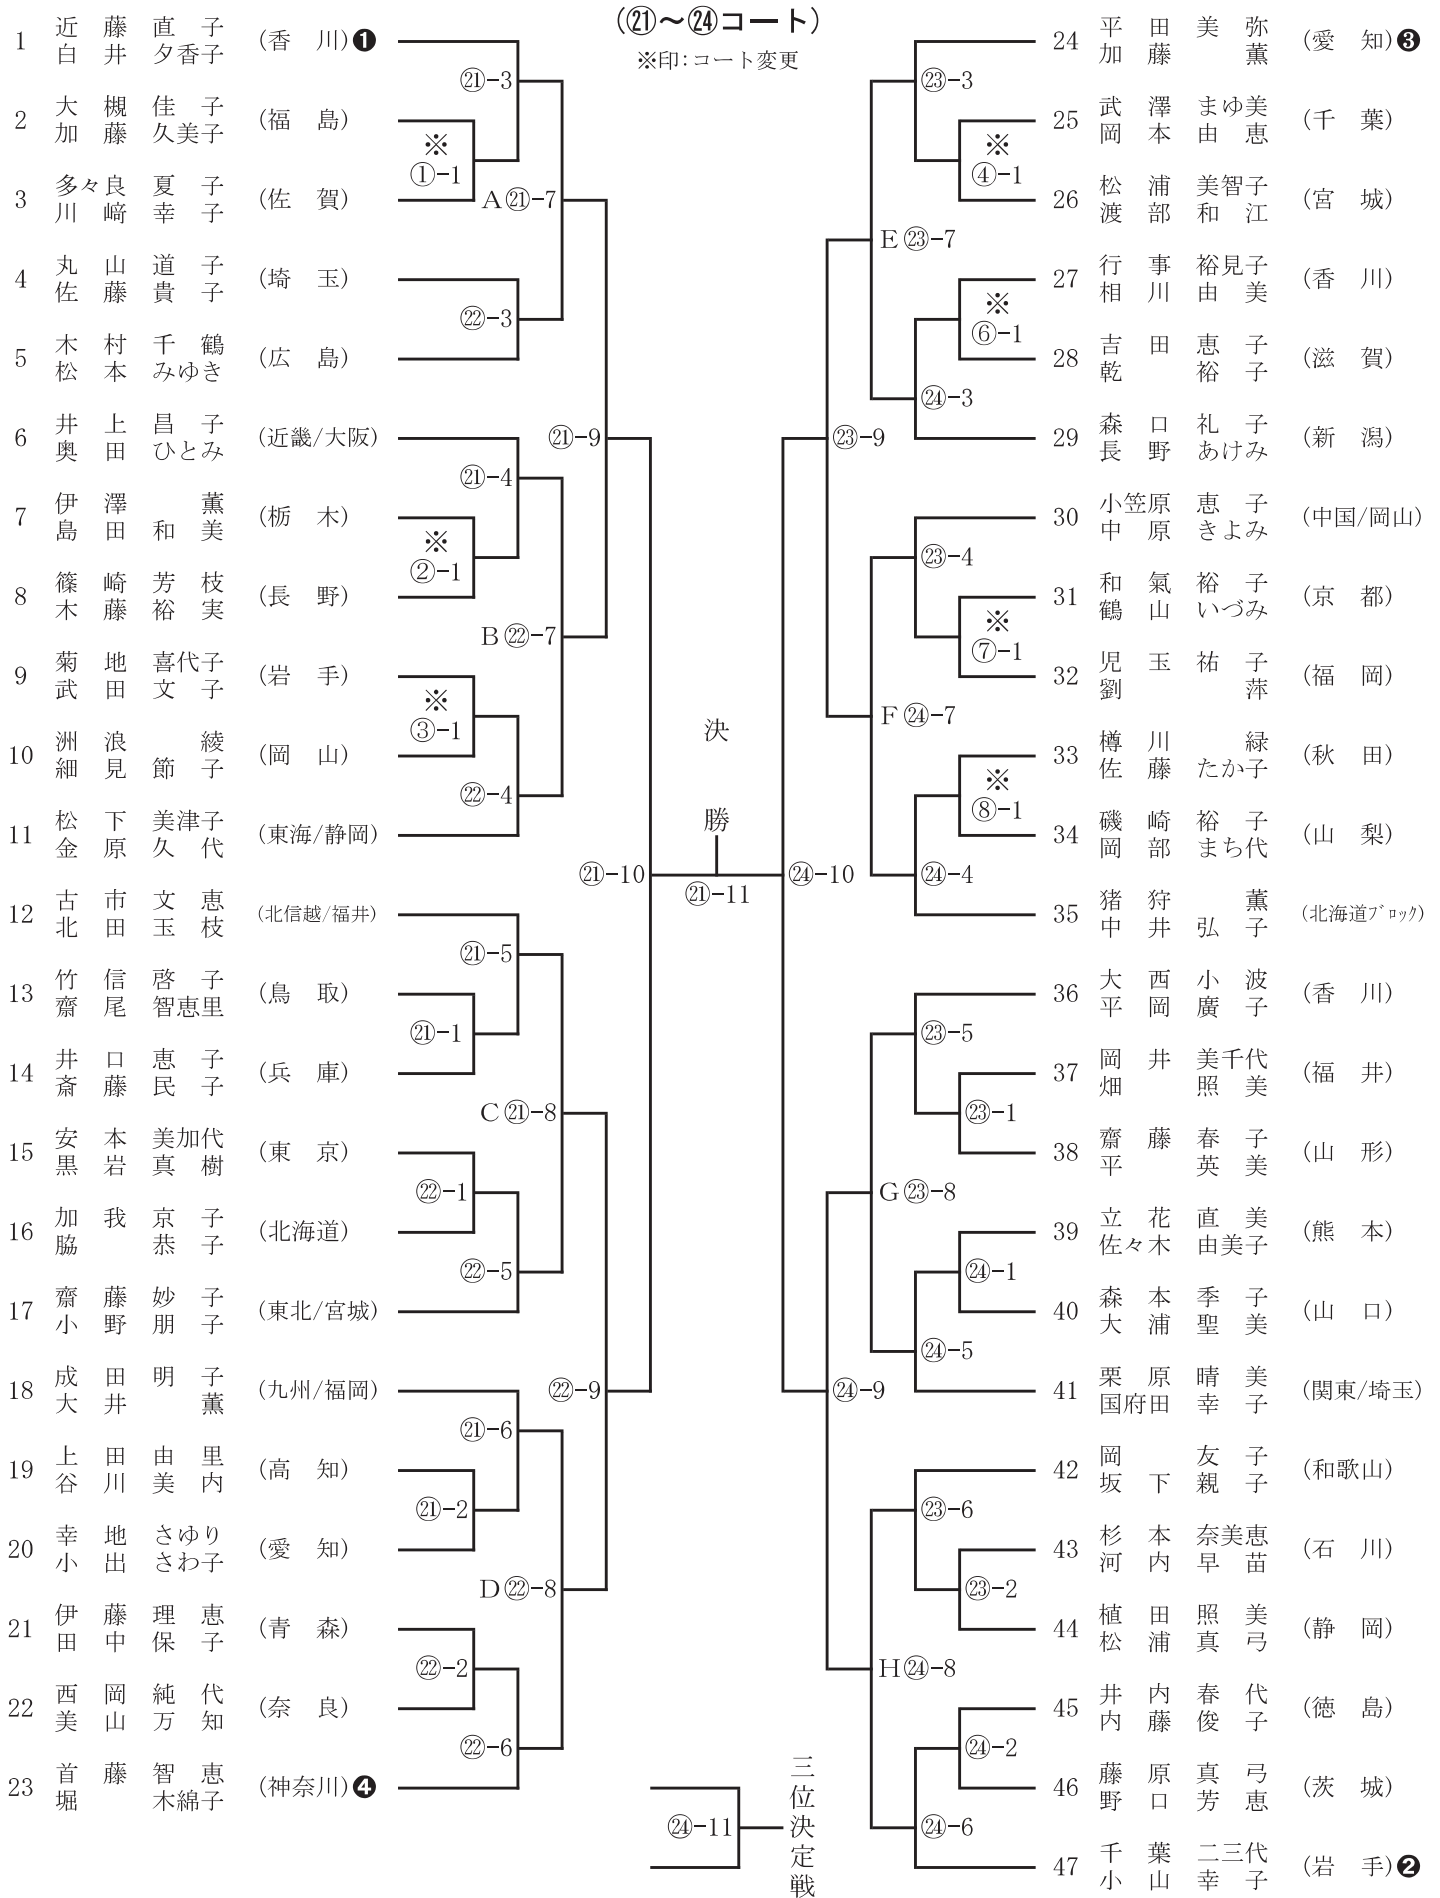 (㉑～㉔コート)
※印：コート変更
1 近藤直子 白井夕香子 (香川) ❶
㉑-3
2 大槻佳子 加藤久美子 (福島)
※
①-1
3 多々良夏子 川﨑幸子 (佐賀)
A㉑-7
4 丸山道子 佐藤貴子 (埼玉)
㉒-3
5 木村千鶴 松本みゆき (広島)
6 井上昌子 奥田ひとみ (近畿/大阪)
㉑-9
㉑-4
7 伊澤薫 島田和美 (栃木)
※
②-1
8 篠崎芳枝 木藤裕実 (長野)
B㉒-7
9 菊地喜代子 武田文子 (岩手)
※
③-1
10 洲浪綾 細見節子 (岡山)
㉒-4
11 松下美津子 金原久代 (東海/静岡)
㉑-10
12 古市文恵 北田玉枝 (北信越/福井)
㉑-5
13 竹信啓子 齋尾智恵里 (鳥取)
㉑-1
14 井口恵子 斎藤民子 (兵庫)
C㉑-8
15 安本美加代 黒岩真樹 (東京)
㉒-1
16 加我京子 脇恭子 (北海道)
㉒-5
17 齋藤妙子 小野朋子 (東北/宮城)
18 成田明子 大井薫 (九州/福岡)
㉒-9
㉑-6
19 上田由里 谷川美内 (高知)
㉑-2
20 幸地さゆり 小出さわ子 (愛知)
D㉒-8
21 伊藤理恵 田中保子 (青森)
㉒-2
22 西岡純代 美山万知 (奈良)
㉒-6
23 首藤智恵 堀木綿子 (神奈川) ❹
決勝
㉑-11
三位決定戦
㉔-11
24 平田美弥 加藤薫 (愛知) ❸
㉓-3
25 武澤まゆ美 岡本由恵 (千葉)
※
④-1
26 松浦美智子 渡部和江 (宮城)
E㉓-7
27 行事裕見子 相川由美 (香川)
※
⑥-1
28 吉田恵子 乾裕子 (滋賀)
㉔-3
29 森口礼子 長野あけみ (新潟)
㉓-9
30 小笠原恵子 中原きよみ (中国/岡山)
㉓-4
31 和氣裕子 鶴山いづみ (京都)
※
⑦-1
32 児玉祐子 劉萍 (福岡)
F㉔-7
33 樽川緑 佐藤たか子 (秋田)
※
⑧-1
34 磯崎裕子 岡部まち代 (山梨)
㉔-4
㉔-10
35 猪狩薫 中井弘子 (北海道ﾌﾞﾛｯｸ)
36 大西小波 平岡廣子 (香川)
㉓-5
37 岡井美千代 畑照美 (福井)
㉓-1
38 齋藤春子 平英美 (山形)
G㉓-8
39 立花直美 佐々木由美子 (熊本)
㉔-1
40 森本季子 大浦聖美 (山口)
㉔-5
41 栗原晴美 国府田幸子 (関東/埼玉)
㉔-9
42 岡友子 坂下親子 (和歌山)
㉓-6
43 杉本奈美恵 河内早苗 (石川)
㉓-2
44 植田照美 松浦真弓 (静岡)
H㉔-8
45 井内春代 内藤俊子 (徳島)
㉔-2
46 藤原真弓 野口芳恵 (茨城)
㉔-6
47 千葉二三代 小山幸子 (岩手) ❷